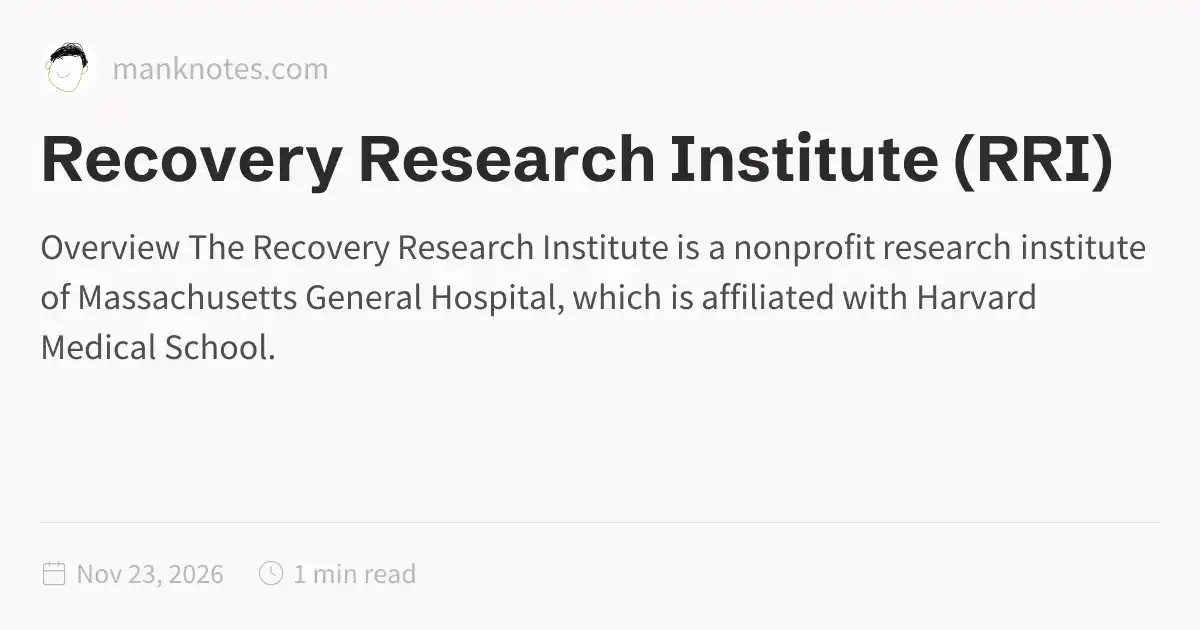 manknotes.com
Recovery Research Institute (RRI)
Overview The Recovery Research Institute is a nonprofit research institute
of Massachusetts General Hospital, which is affiliated with Harvard
Medical School.
Nov 23, 2026
1 min read